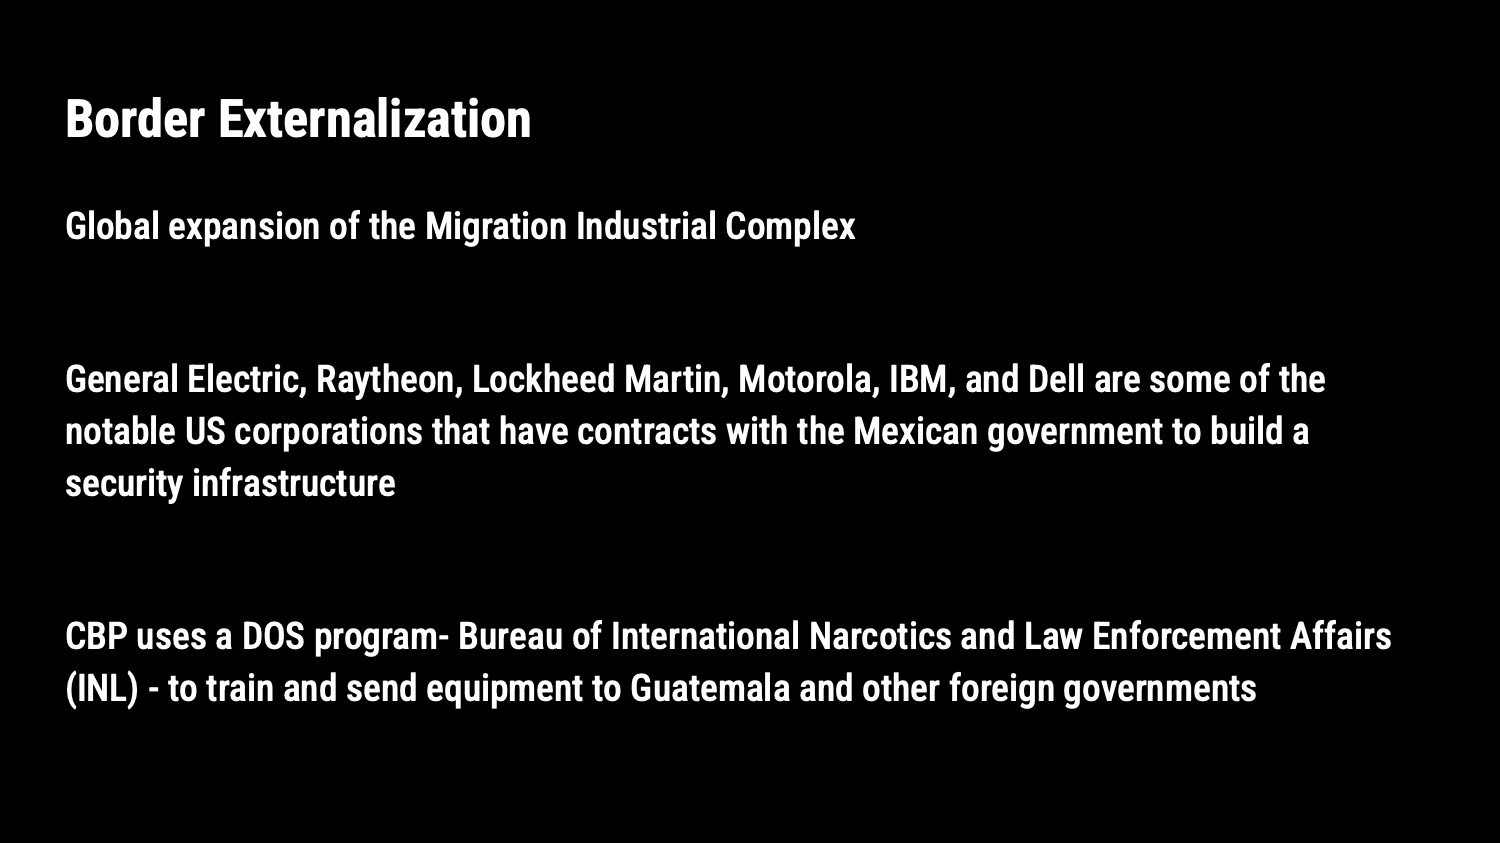 Border Externalization
Global expansion of the Migration Industrial Complex
General Electric, Raytheon, Lockheed Martin, Motorola, IBM, and Dell are some of the
notable US corporations that have contracts with the Mexican government to build a
security infrastructure
CBP uses a DOS program- Bureau of International Narcotics and Law Enforcement Affairs
(INL) - to train and send equipment to Guatemala and other foreign governments